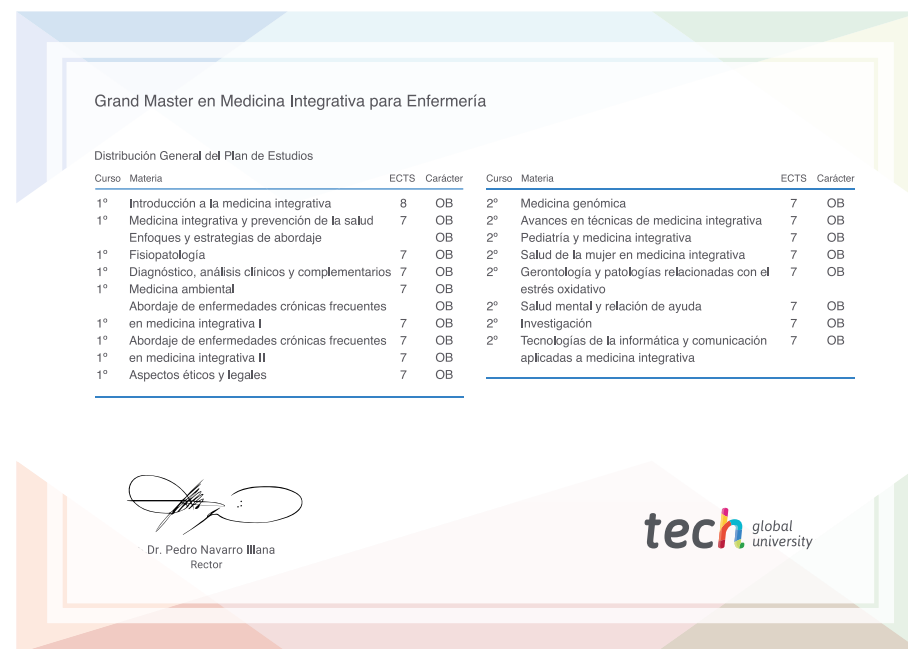 Grand Master en Medicina Integrativa para Enfermería
Distribución General del Plan de Estudios
Curso Materia ECTS Carácter
1º Introducción a la medicina integrativa 8 OB
1º Medicina integrativa y prevención de la salud 7 OB
Enfoques y estrategias de abordaje OB
1º Fisiopatología 7 OB
1º Diagnóstico, análisis clínicos y complementarios 7 OB
1º Medicina ambiental 7 OB
Abordaje de enfermedades crónicas frecuentes OB
1º en medicina integrativa I 7 OB
1º Abordaje de enfermedades crónicas frecuentes 7 OB
1º en medicina integrativa II 7 OB
1º Aspectos éticos y legales 7 OB
Curso Materia ECTS Carácter
2º Medicina genómica 7 OB
2º Avances en técnicas de medicina integrativa 7 OB
2º Pediatría y medicina integrativa 7 OB
2º Salud de la mujer en medicina integrativa 7 OB
2º Gerontología y patologías relacionadas con el 7 OB
estrés oxidativo
2º Salud mental y relación de ayuda 7 OB
2º Investigación 7 OB
2º Tecnologías de la informática y comunicación 7 OB
aplicadas a medicina integrativa
Dr. Pedro Navarro Illana
Rector
tech global
university